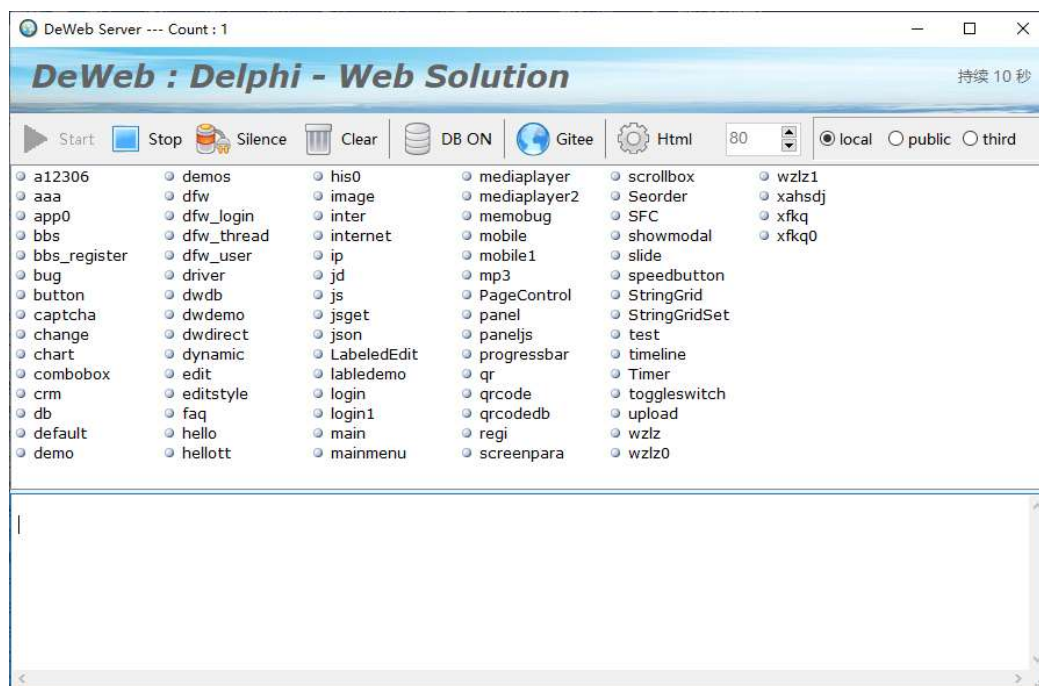 DeWeb Server --- Count : 1
DeWeb : Delphi - Web Solution
持续 10 秒
Start Stop Silence Clear DB ON Gitee Html 80 local public third
a12306 demos his0 mediaplayer scrollbox wzlz1
aaa dfw image mediaplayer2 Seorder xahsdj
app0 dfw_login inter memobug SFC xfkq
bbs dfw_thread internet mobile showmodal xfkq0
bbs_register dfw_user ip mobile1 slide
bug driver jd mp3 speedbutton
button dwdb js PageControl StringGrid
captcha dwdemo jsget panel StringGridSet
change dwdirect json paneljs test
chart dynamic LabeledEdit progressbar timeline
combobox edit labledemo qr Timer
crm editstyle login qrcode toggleswitch
db faq login1 qrcodedb upload
default hello main regi wzlz
demo hellott mainmenu screenpara wzlz0